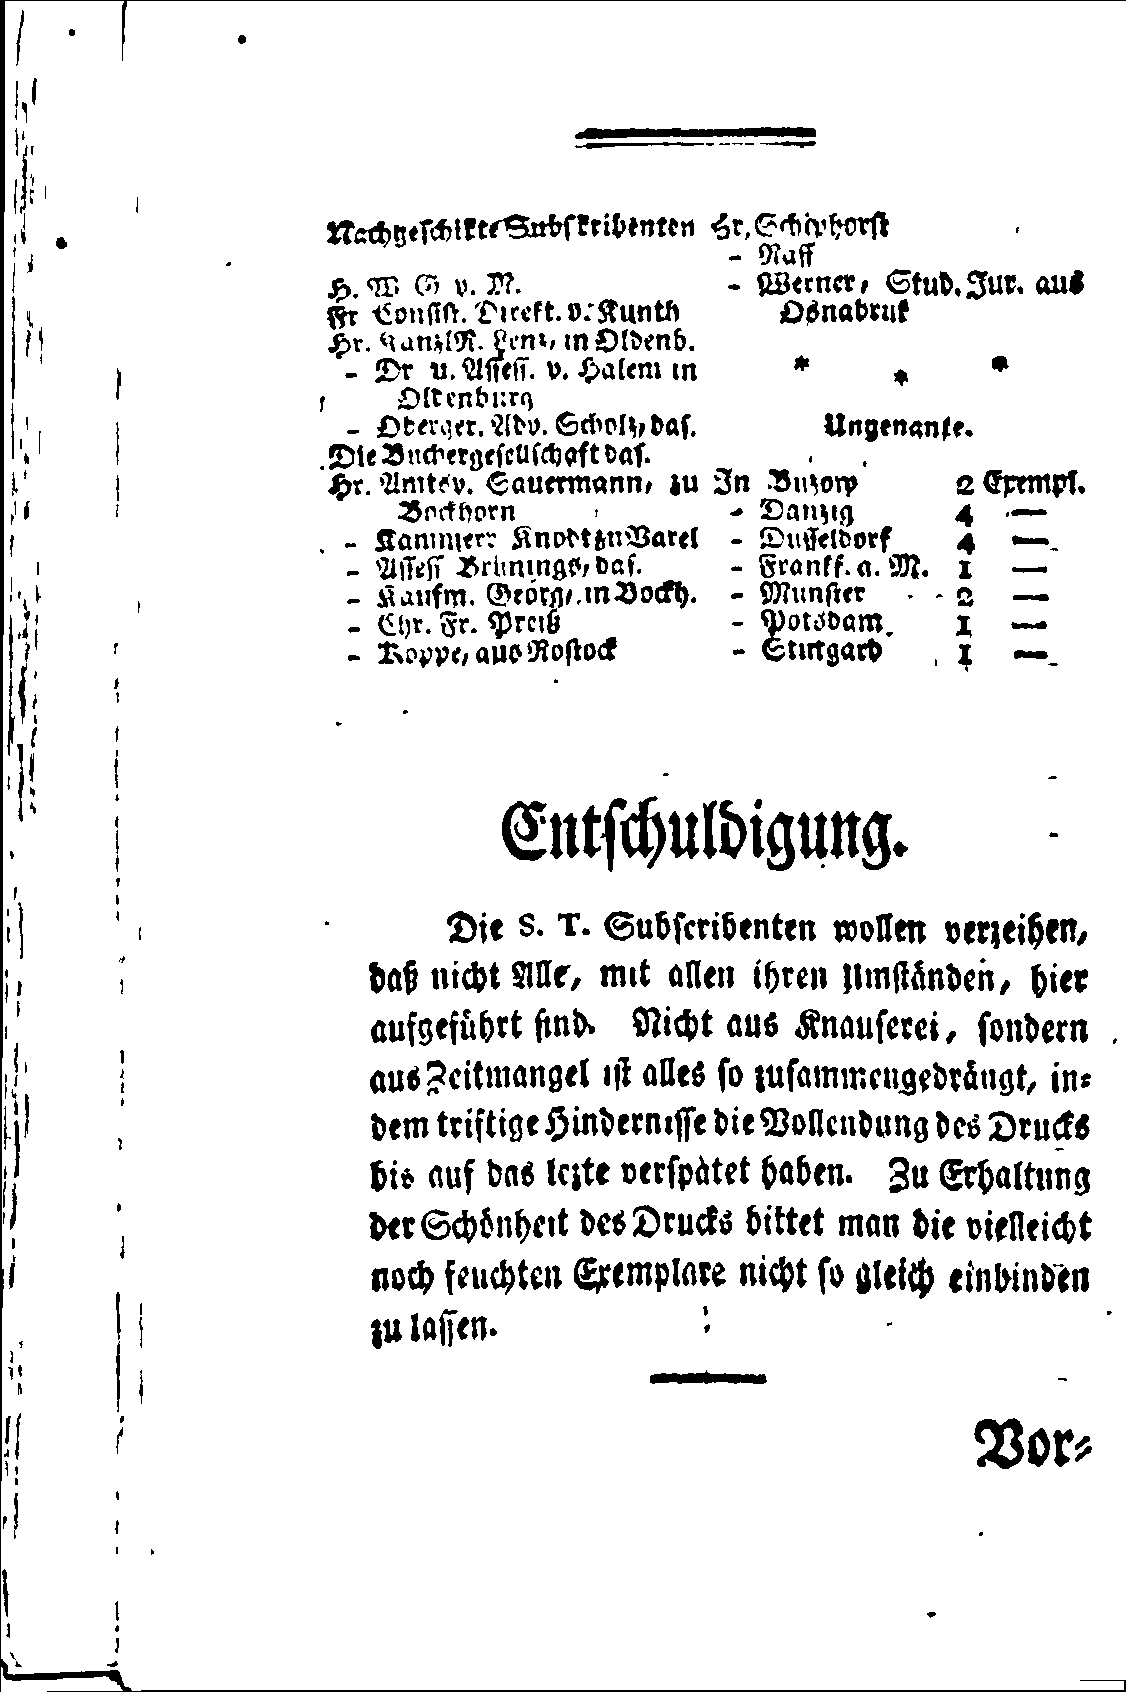 Nachgeschikte Subskribenten
H. W G v. M.
Fr Consist. Direkt. v. Kunth
Hr. KanzlR. Lenz, in Oldenb.
- Dr u. Assess. v. Halem in
Oldenburg
- Oberger. Adv. Scholz, das.
Die Buchergesellschaft das.
Hr. Amtsv. Sauermann, zu
Bockhorn
- Kammerr Knodt zu Varel
- Assess Brünings, das.
- Kaufm. Georg, in Bockh.
- Chr. Fr. Preiß
- Koppe, aus Rostock
Hr. Schiphorst
- Raff
- Werner, Stud. Jur. aus
Osnabruk
* * *
Ungenante.
In Buzow 2 Exempl.
- Danzig 4 —
- Dusseldorf 4 —
- Frankf. a. M. 1 —
- Munster 2 —
- Potsdam 1 —
- Stuttgard 1 —
Entschuldigung.
Die S. T. Subscribenten wollen verzeihen,
daß nicht Alle, mit allen ihren Umständen, hier
aufgeführt sind. Nicht aus Knauserei, sondern
aus Zeitmangel ist alles so zusammengedrängt, in-
dem triftige Hindernisse die Vollendung des Drucks
bis auf das lezte verspätet haben. Zu Erhaltung
der Schönheit des Drucks bittet man die vielleicht
noch feuchten Exemplare nicht so gleich einbinden
zu lassen.
Vor-